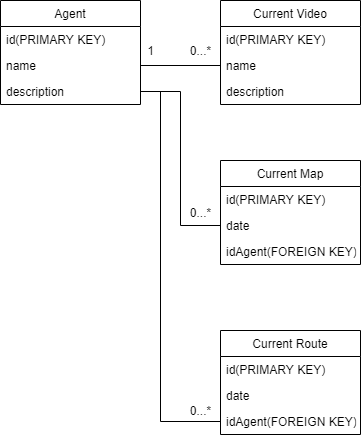 Agent
id(PRIMARY KEY)
name
description
1
0...*
Current Video
id(PRIMARY KEY)
name
description
Current Map
id(PRIMARY KEY)
date
idAgent(FOREIGN KEY)
0...*
Current Route
id(PRIMARY KEY)
date
idAgent(FOREIGN KEY)
0...*